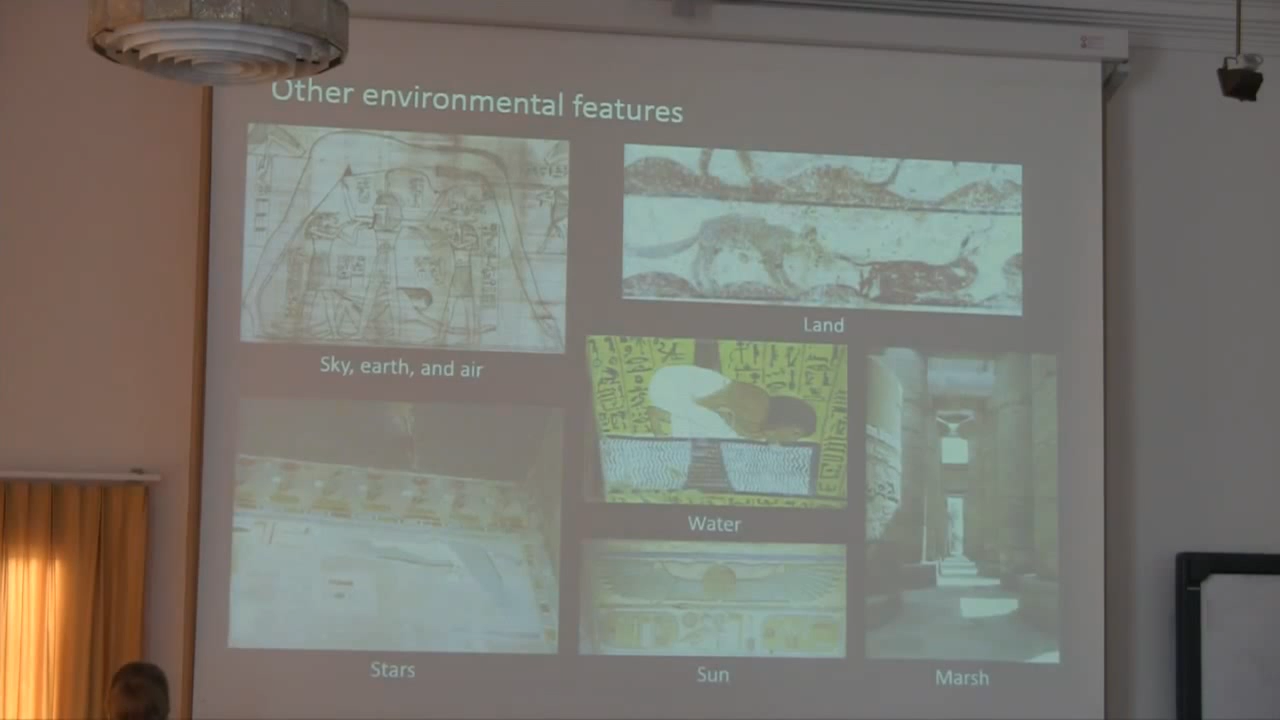 Other environmental features
Sky, earth, and air
Land
Water
Stars
Sun
Marsh